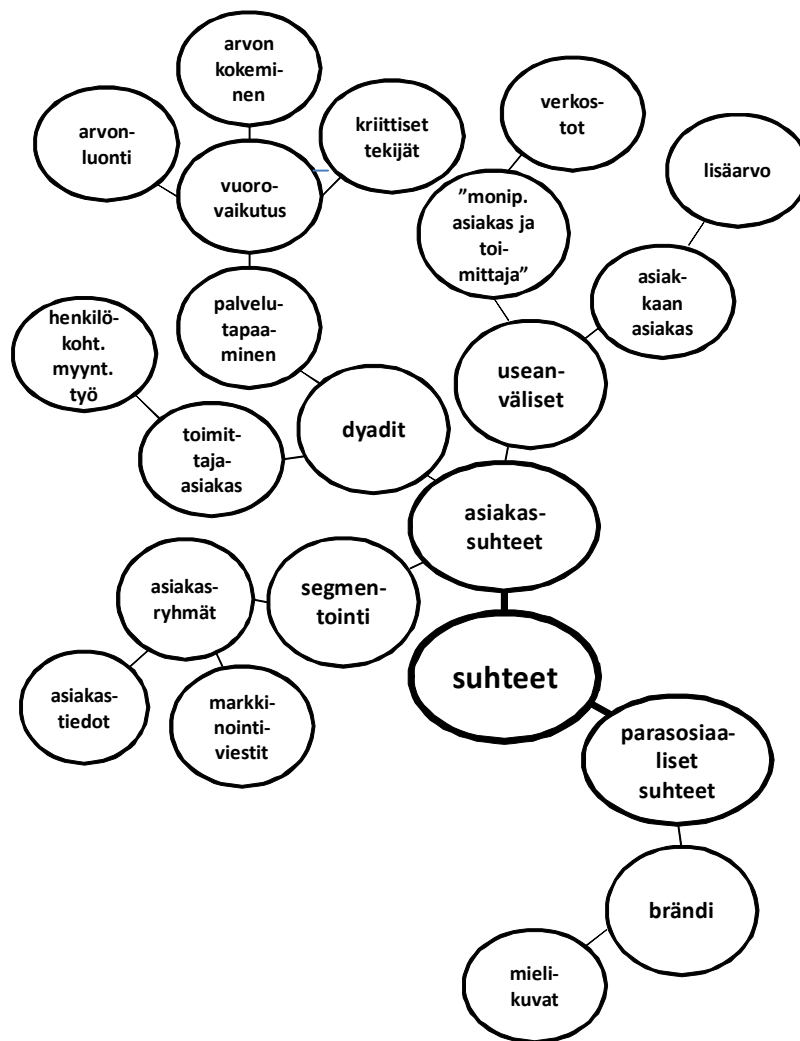 arvon
kokemi-
nen
verkos-
tot
kriittiset
tekijät
arvon-
luonti
lisäarvo
vuoro-
vaikutus
”monip.
asiakas ja
toi-
mittaja”
asiak-
kaan
asiakas
palvelu-
tapaa-
minen
henkilö-
koht.
myynt.
työ
usean-
väliset
dyadit
toimit-
taja-
asiakas
asiakas-
suhteet
asiakas-
ryhmät
segmen-
tointi
suhteet
asiakas-
tiedot
markki-
nointi-
viestit
parasosiaa-
liset
suhteet
brändi
mieli-
kuvat